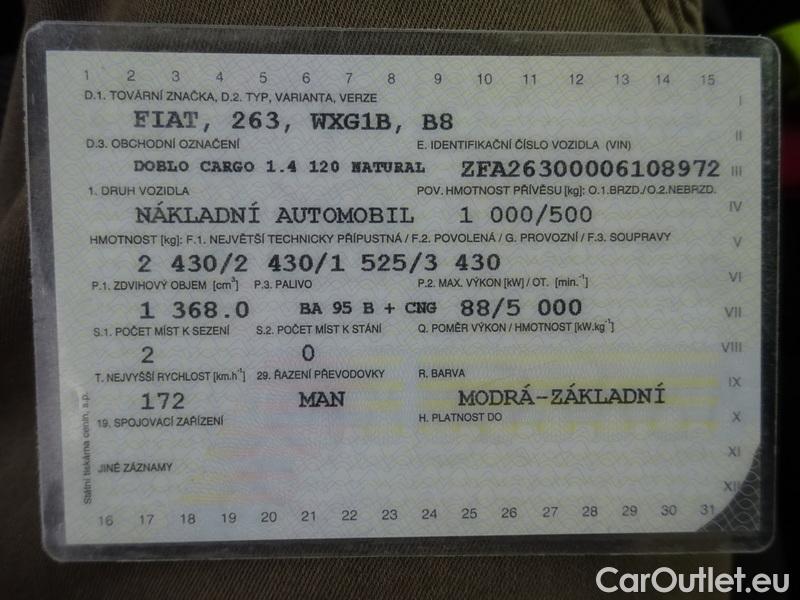 1 2 3 4 5 6 7 8 9 10 11 12 13 14 15
D.1. TOVÁRNÍ ZNAČKA, D.2. TYP, VARIANTA, VERZE I
FIAT, 263, WXG1B, B8 II
D.3. OBCHODNÍ OZNAČENÍ E. IDENTIFIKAČNÍ ČÍSLO VOZIDLA (VIN)
DOBLO CARGO 1.4 120 NATURAL ZFA26300006108972 III
1. DRUH VOZIDLA POV. HMOTNOST PŘÍVĚSU [kg]: O.1.BRZD./O.2.NEBRZD.
NÁKLADNÍ AUTOMOBIL 1 000/500 IV
HMOTNOST [kg]: F.1. NEJVĚTŠÍ TECHNICKY PŘÍPUSTNÁ / F.2. POVOLENÁ / G. PROVOZNÍ / F.3. SOUPRAVY V
2 430/2 430/1 525/3 430
P.1. ZDVIHOVÝ OBJEM [cm³] P.3. PALIVO P.2. MAX. VÝKON [kW] / OT. [min.⁻¹] VI
1 368.0 BA 95 B + CNG 88/5 000 VII
S.1. POČET MÍST K SEZENÍ S.2. POČET MÍST K STÁNÍ Q. POMĚR VÝKON / HMOTNOST [kW.kg⁻¹]
2 0 VIII
T. NEJVYŠŠÍ RYCHLOST [km.h⁻¹] 29. ŘAZENÍ PŘEVODOVKY R. BARVA
172 MAN MODRÁ-ZÁKLADNÍ IX
19. SPOJOVACÍ ZAŘÍZENÍ H. PLATNOST DO X
XI
JINÉ ZÁZNAMY
XII
16 17 18 19 20 21 22 23 24 25 26 27 28 29 30 31
Státní tiskárna cenin, s.p.
CarOutlet.eu